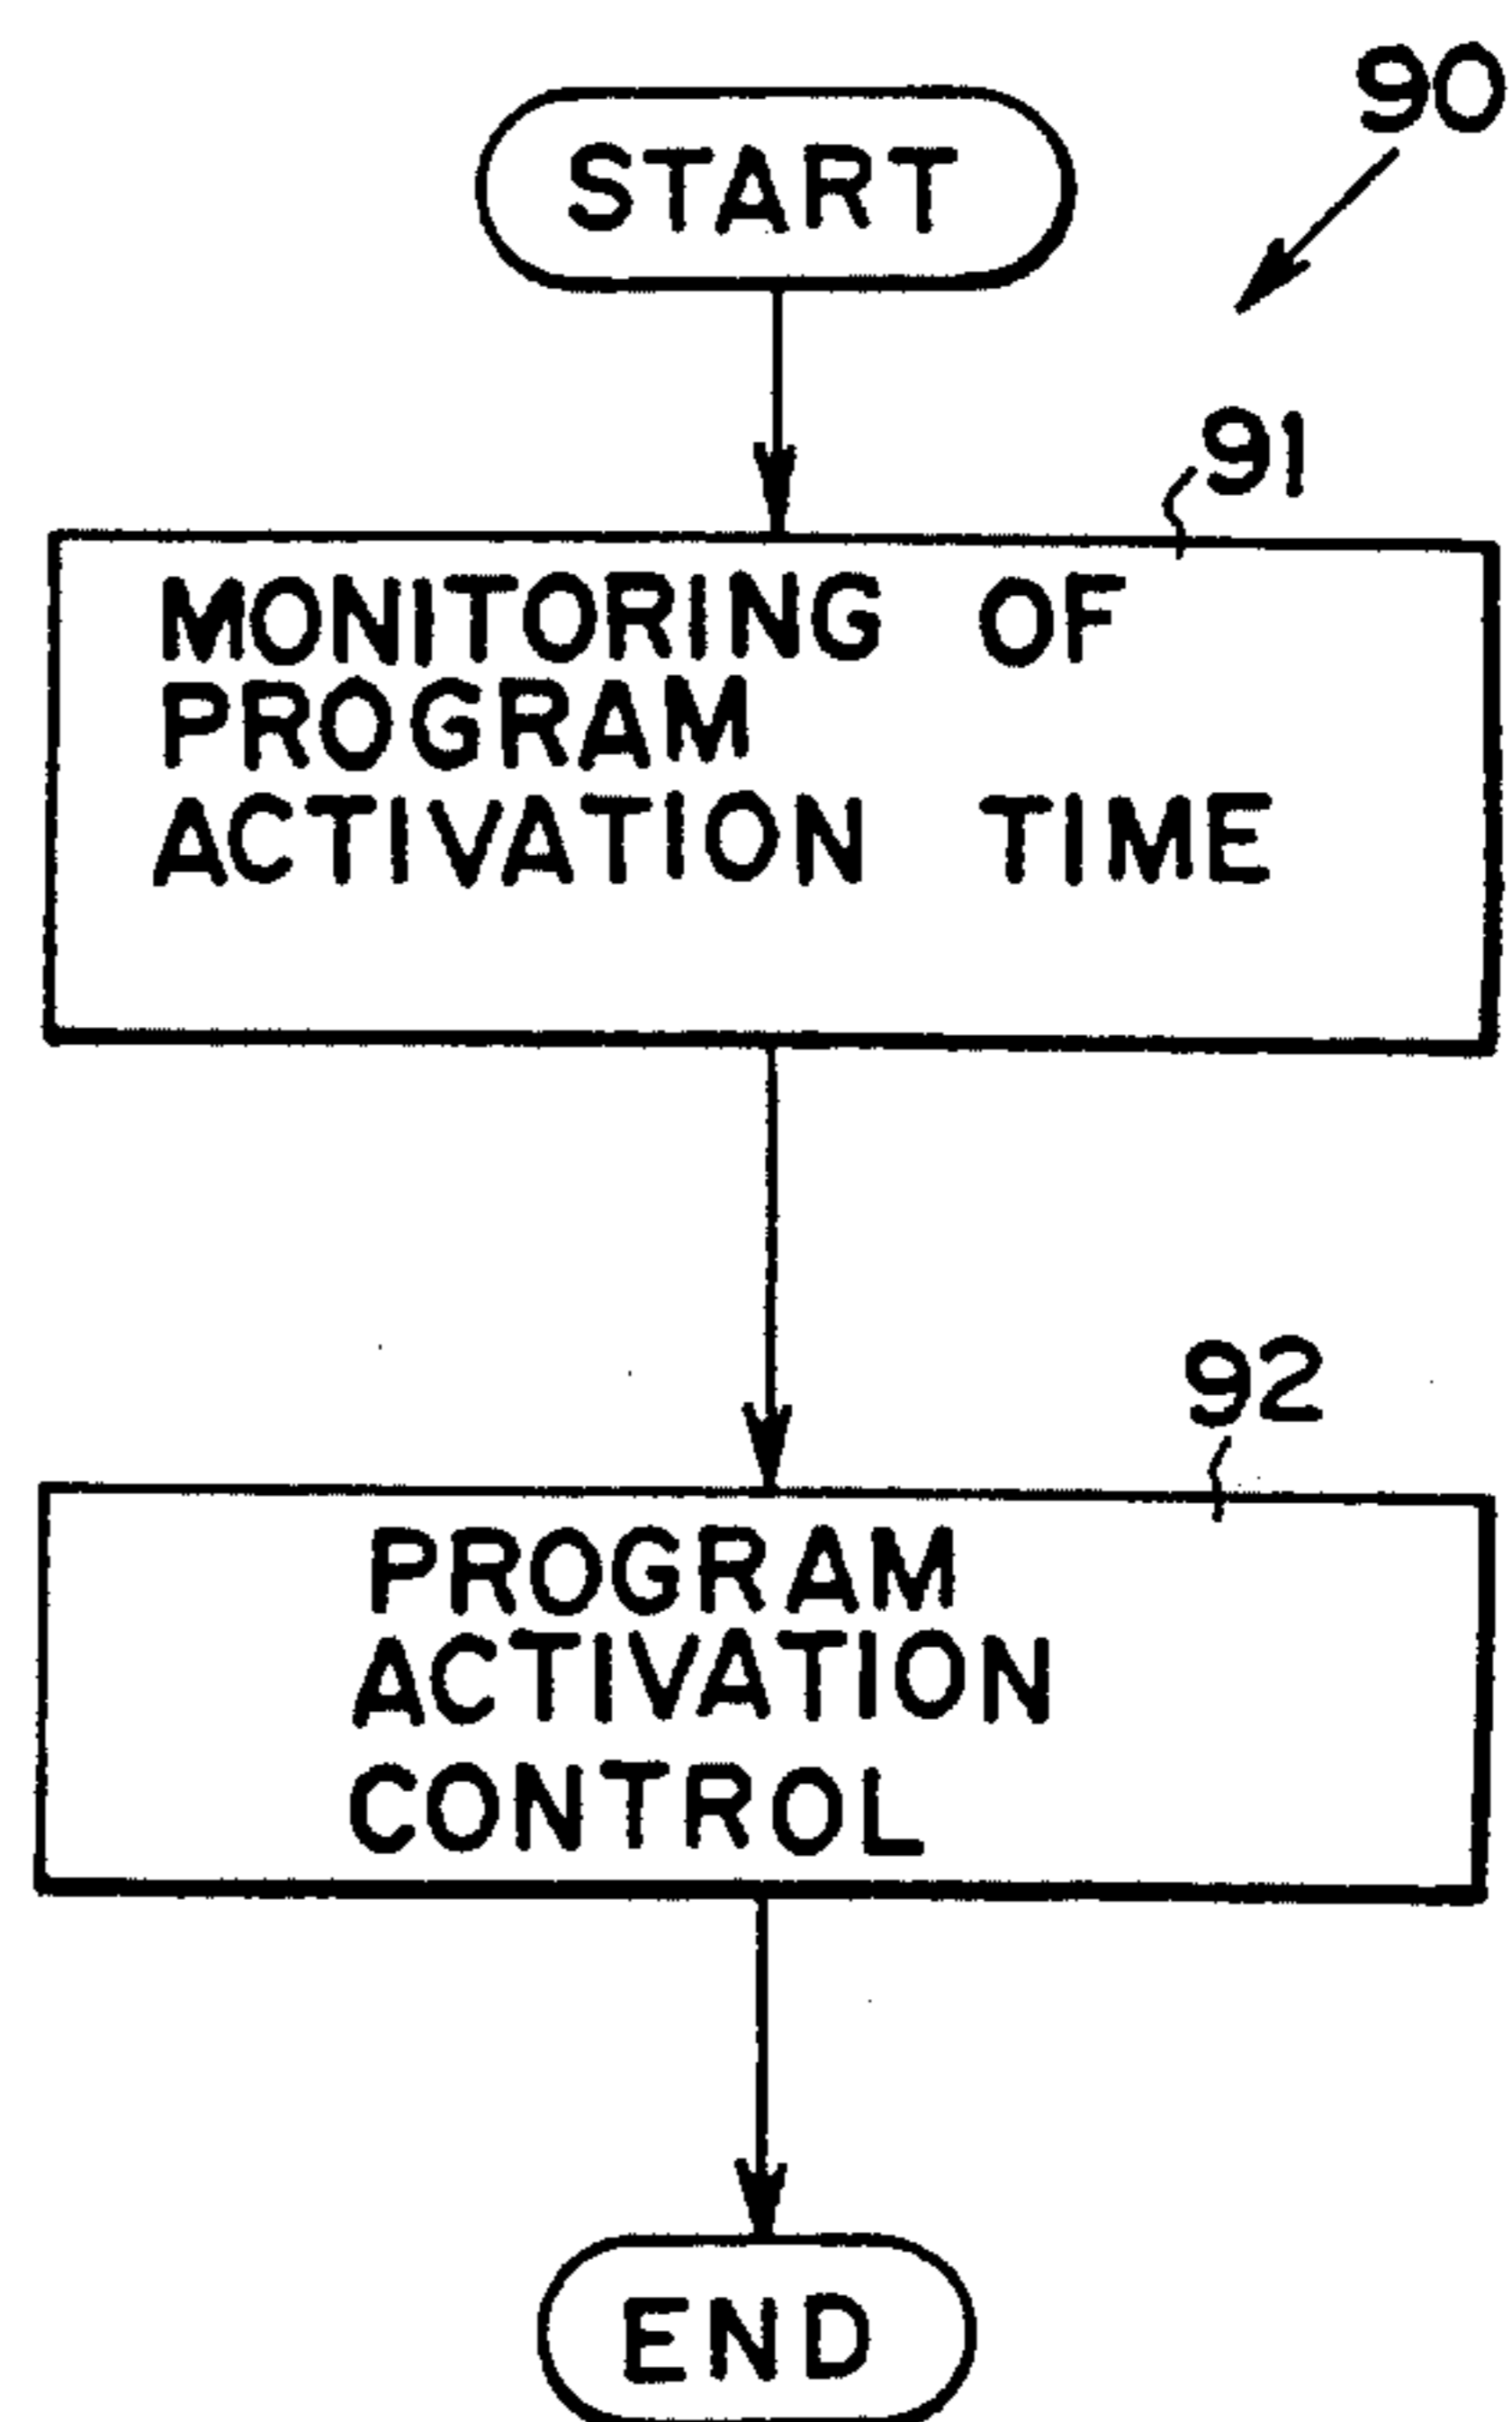 90
START
91
MONITORING OF
PROGRAM
ACTIVATION TIME
92
PROGRAM
ACTIVATION
CONTROL
END